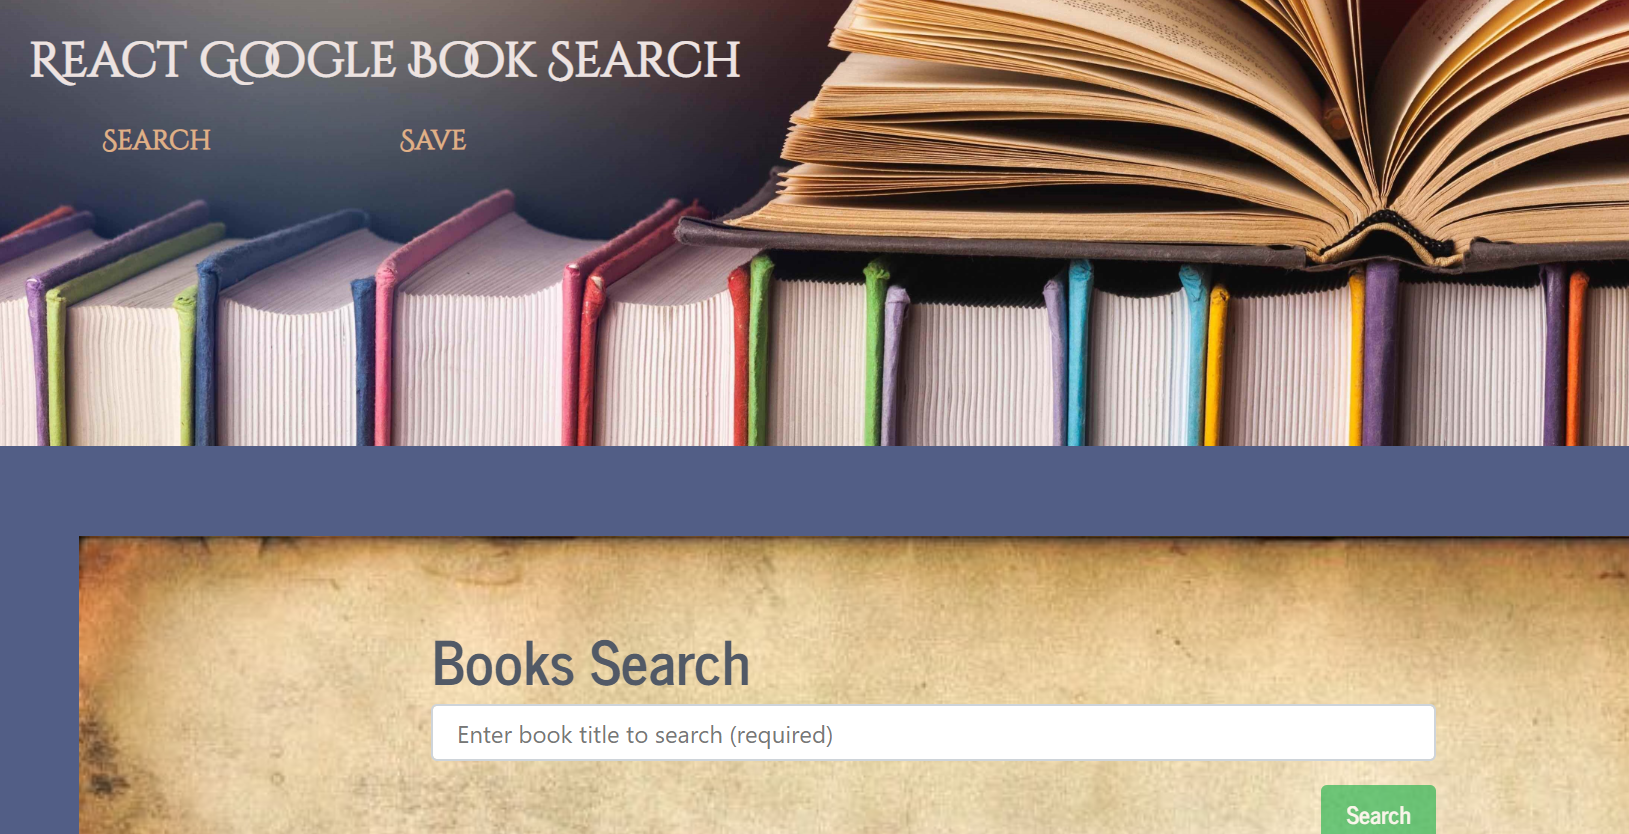 React Google Book Search
Search Save
Books Search
Enter book title to search (required)
Search